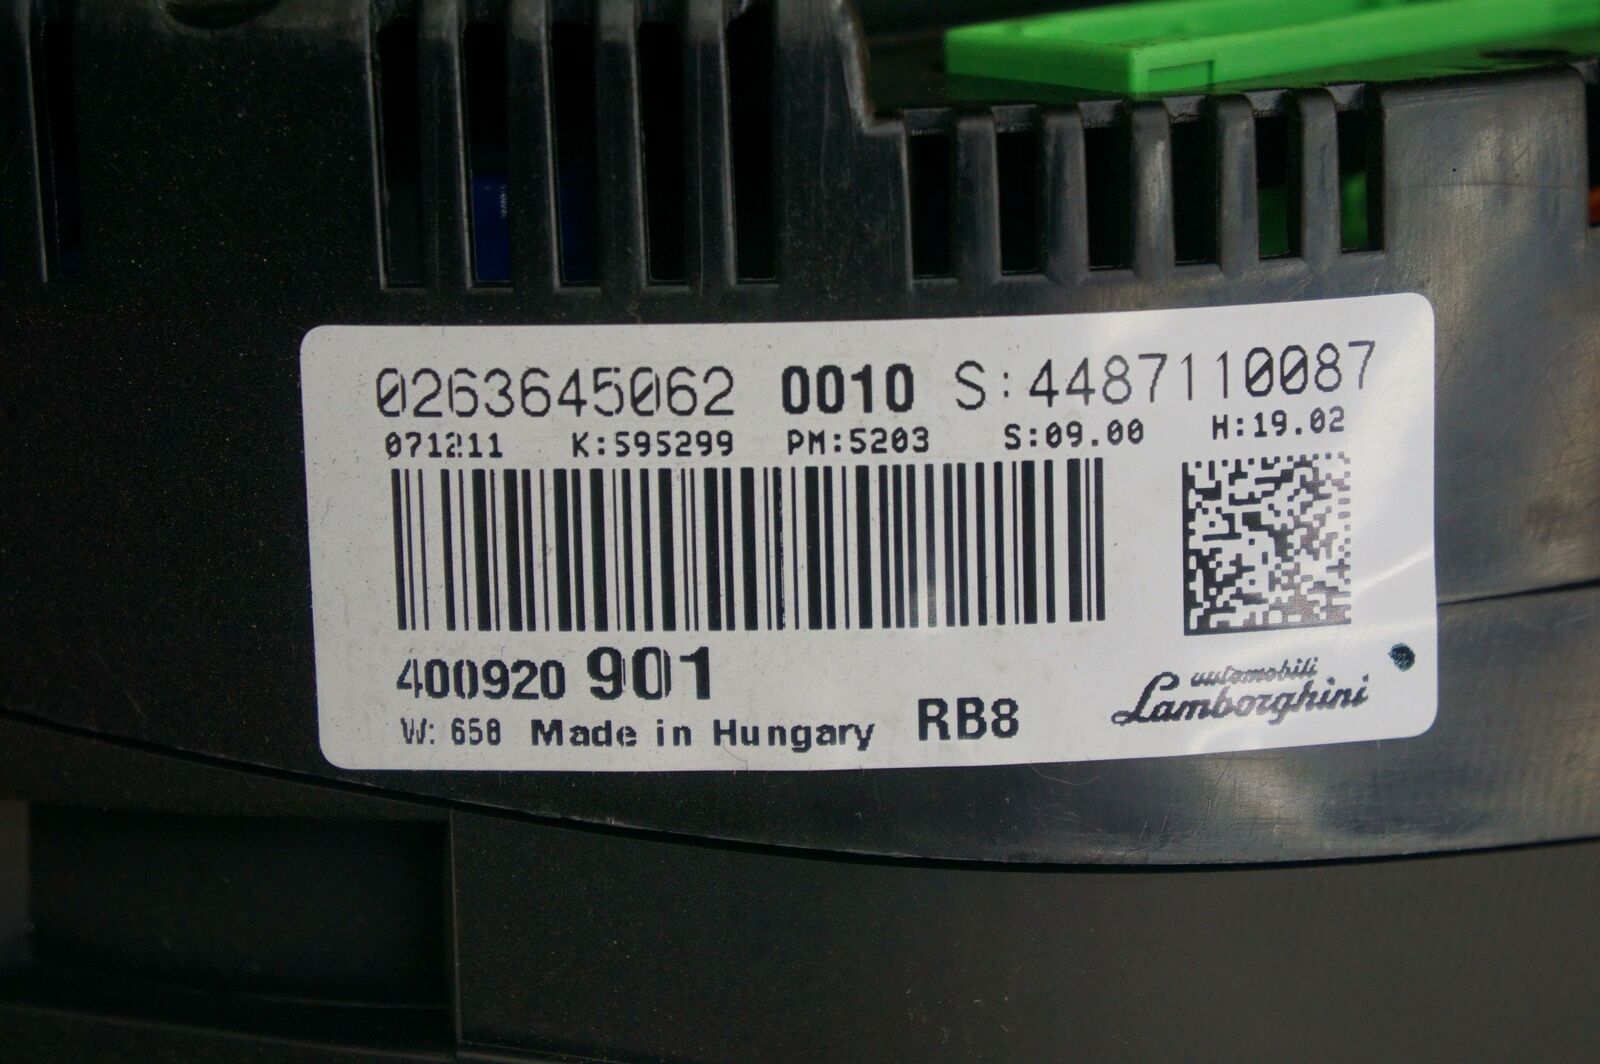 0263645062 0010 S:4487110087
071211 K:595299 PM:5203 S:09.00 H:19.02
400920 901
W: 658 Made in Hungary RB8
automobili
Lamborghini